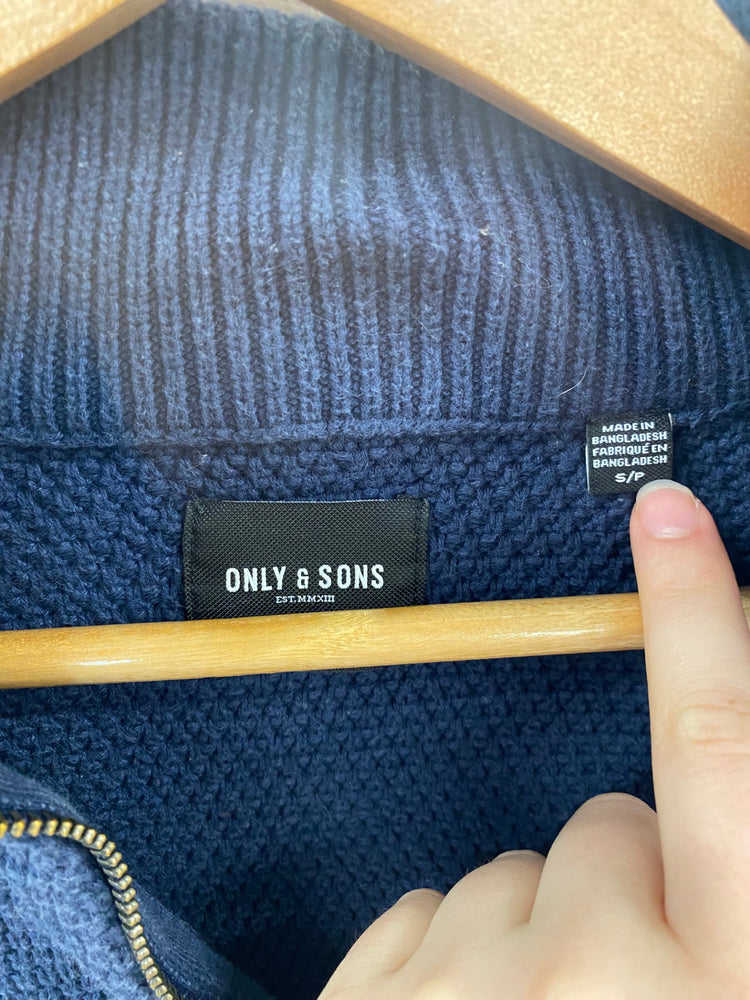 MADE IN
BANGLADESH
FABRIQUÉ EN
BANGLADESH
S/P
ONLY & SONS
EST. MMXIII